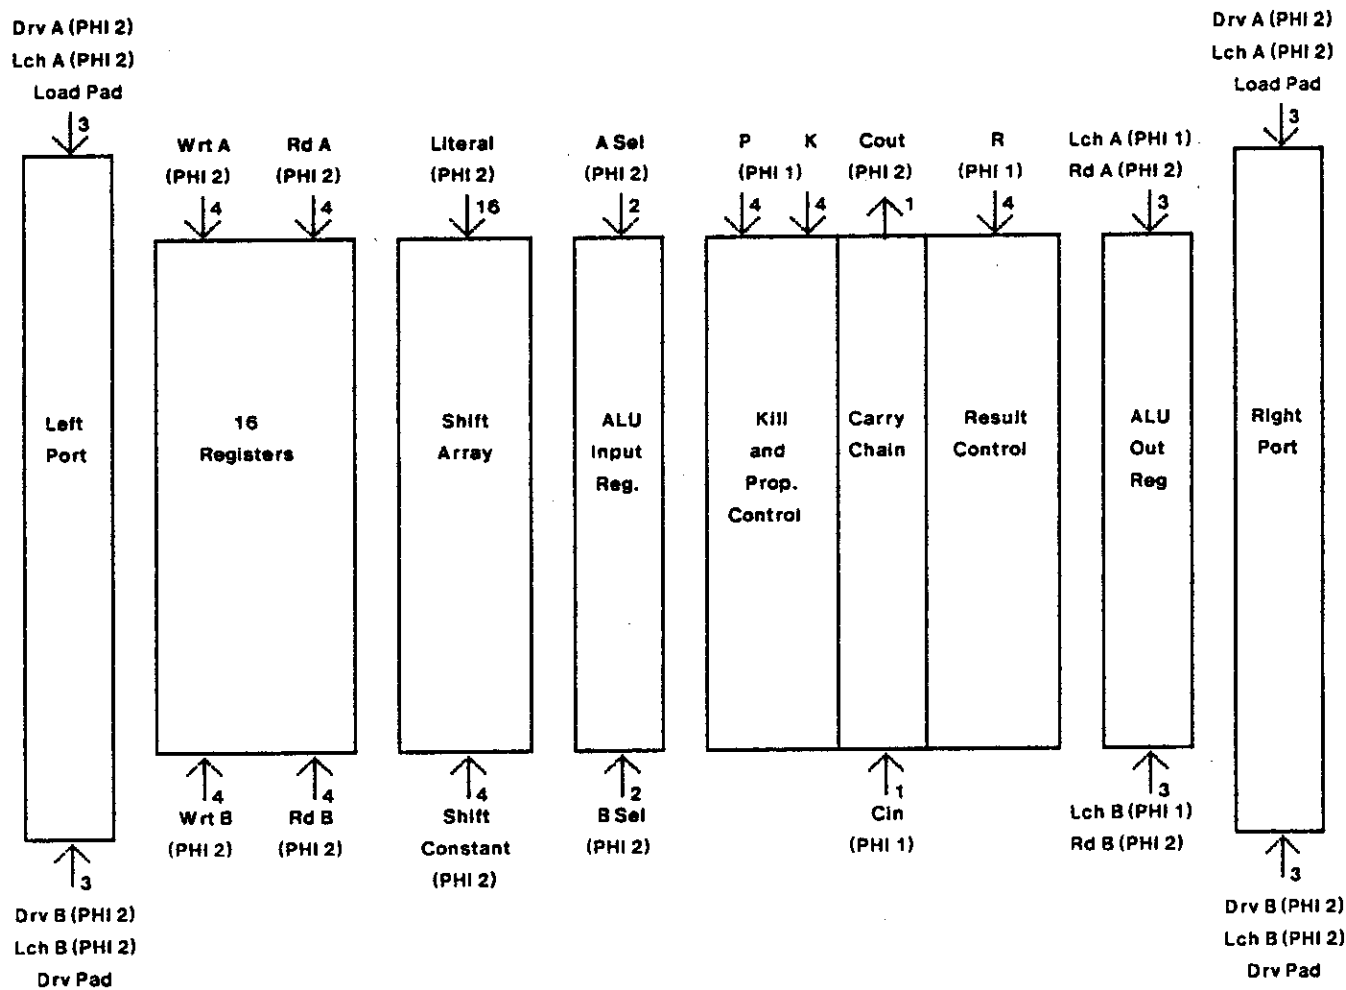 Drv A (PHI 2)
Lch A (PHI 2)
Load Pad
3
Drv A (PHI 2)
Lch A (PHI 2)
Load Pad
3
Wrt A
(PHI 2)
4
Rd A
(PHI 2)
4
Literal
(PHI 2)
16
A Sel
(PHI 2)
2
P K
(PHI 1)
4 4
Cout
(PHI 2)
1
R
(PHI 1)
4
Lch A (PHI 1)
Rd A (PHI 2)
3
Left
Port
16
Registers
Shift
Array
ALU
Input
Reg.
Kill
and
Prop.
Control
Carry
Chain
Result
Control
ALU
Out
Reg
Right
Port
4
Wrt B
(PHI 2)
4
Rd B
(PHI 2)
4
Shift
Constant
(PHI 2)
2
B Sel
(PHI 2)
1
Cin
(PHI 1)
3
Lch B (PHI 1)
Rd B (PHI 2)
3
Drv B (PHI 2)
Lch B (PHI 2)
Drv Pad
3
Drv B (PHI 2)
Lch B (PHI 2)
Drv Pad